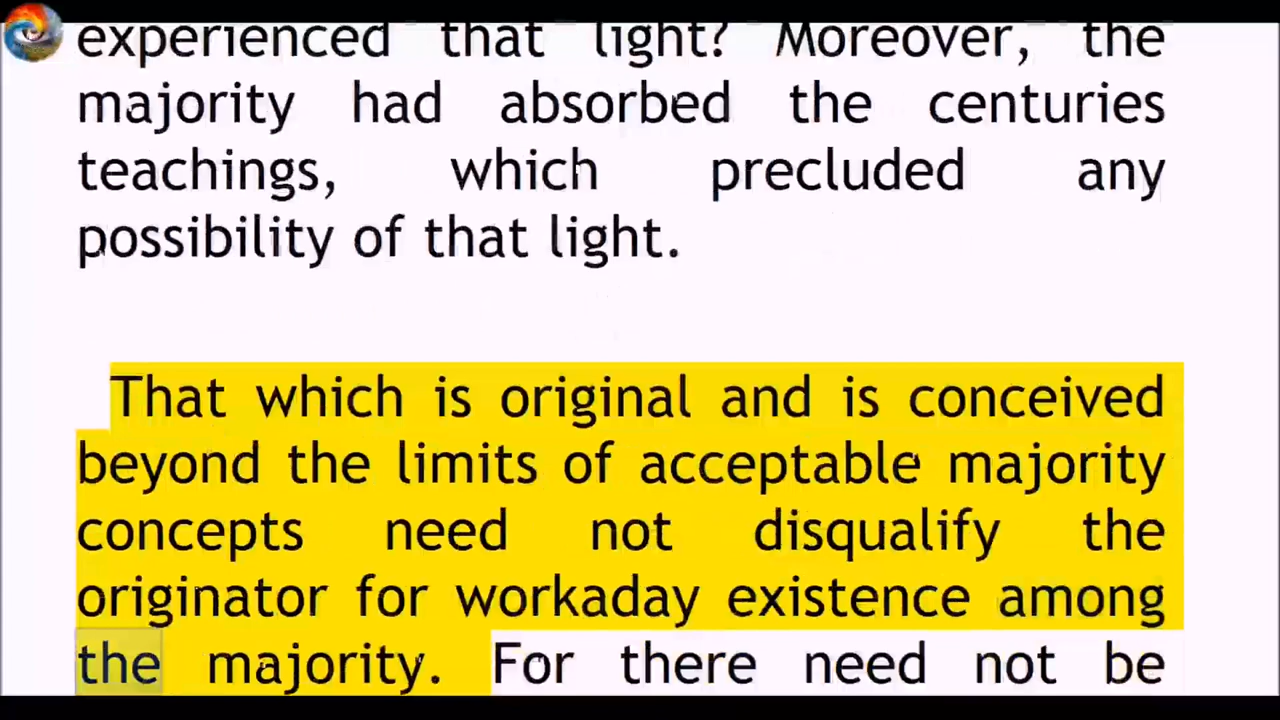 experienced that light? Moreover, the
majority had absorbed the centuries
teachings, which precluded any
possibility of that light.
That which is original and is conceived
beyond the limits of acceptable majority
concepts need not disqualify the
originator for workaday existence among
the majority. For there need not be